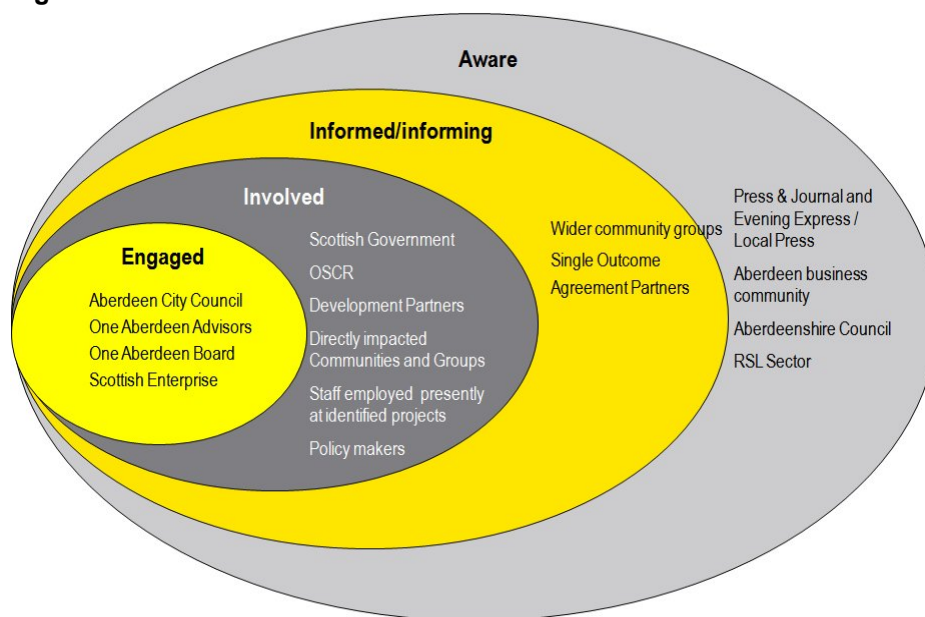 Aware
Informed/informing
Involved
Engaged
Aberdeen City Council
One Aberdeen Advisors
One Aberdeen Board
Scottish Enterprise
Scottish Government
OSCR
Development Partners
Directly impacted
Communities and Groups
Staff employed presently
at identified projects
Policy makers
Wider community groups
Single Outcome
Agreement Partners
Press & Journal and
Evening Express /
Local Press
Aberdeen business
community
Aberdeenshire Council
RSL Sector